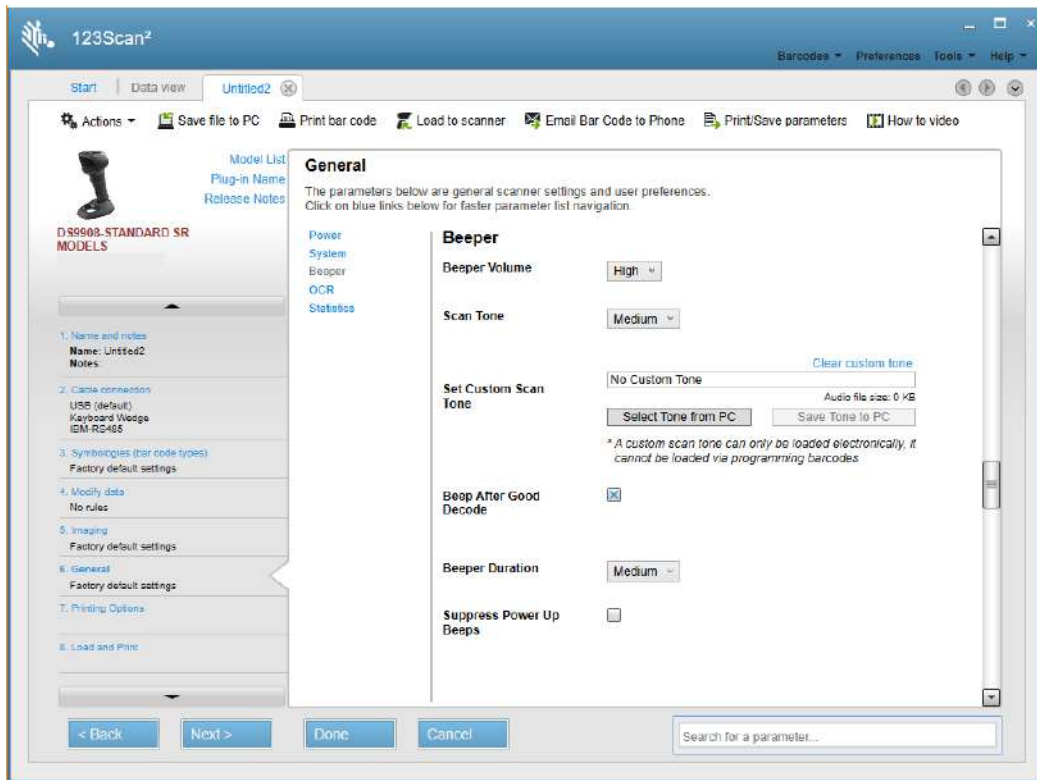 123Scan²
Barcodes Preferences Tools Help
Start Data view Untitled2
Actions Save file to PC Print bar code Load to scanner Email Bar Code to Phone Print/Save parameters How to video
Model List
Plug-in Name
Release Notes
DS9908-STANDARD SR
MODELS
1. Name and notes
Name: Untitled2
Notes
2. Cable connection
USB (default)
Keyboard Wedge
IBM-RS485
3. Symbologies (bar code types)
Factory default settings
4. Modify data
No rules
5. Imaging
Factory default settings
6. General
Factory default settings
7. Printing Options
8. Load and Print
General
The parameters below are general scanner settings and user preferences.
Click on blue links below for faster parameter list navigation.
Power
System
Beeper
OCR
Statistics
Beeper
Beeper Volume High
Scan Tone Medium
Clear custom tone
Set Custom Scan
Tone
No Custom Tone
Audio file size: 0 KB
Select Tone from PC Save Tone to PC
* A custom scan tone can only be loaded electronically, it
cannot be loaded via programming barcodes
Beep After Good
Decode
Beeper Duration Medium
Suppress Power Up
Beeps
< Back Next > Done Cancel Search for a parameter...